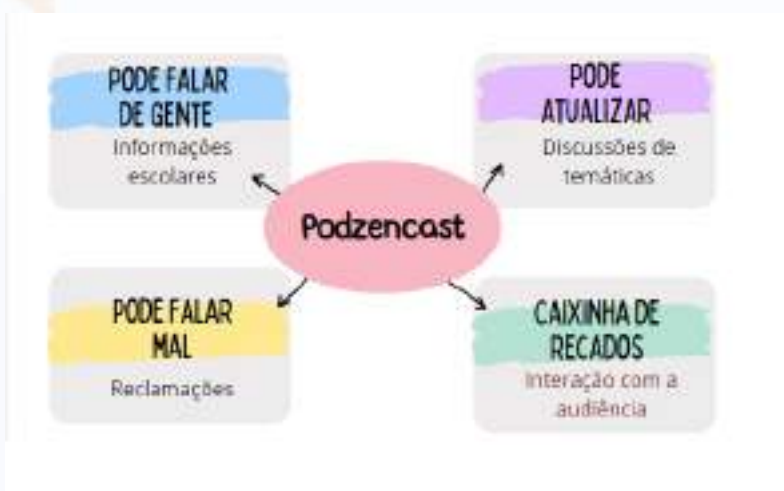 PODE FALAR
DE GENTE
Informações
escolares
PODE
ATUALIZAR
Discussões de
temáticas
Podzencast
PODE FALAR
MAL
Reclamações
CAIXINHA DE
RECADOS
Interação com a
audiência